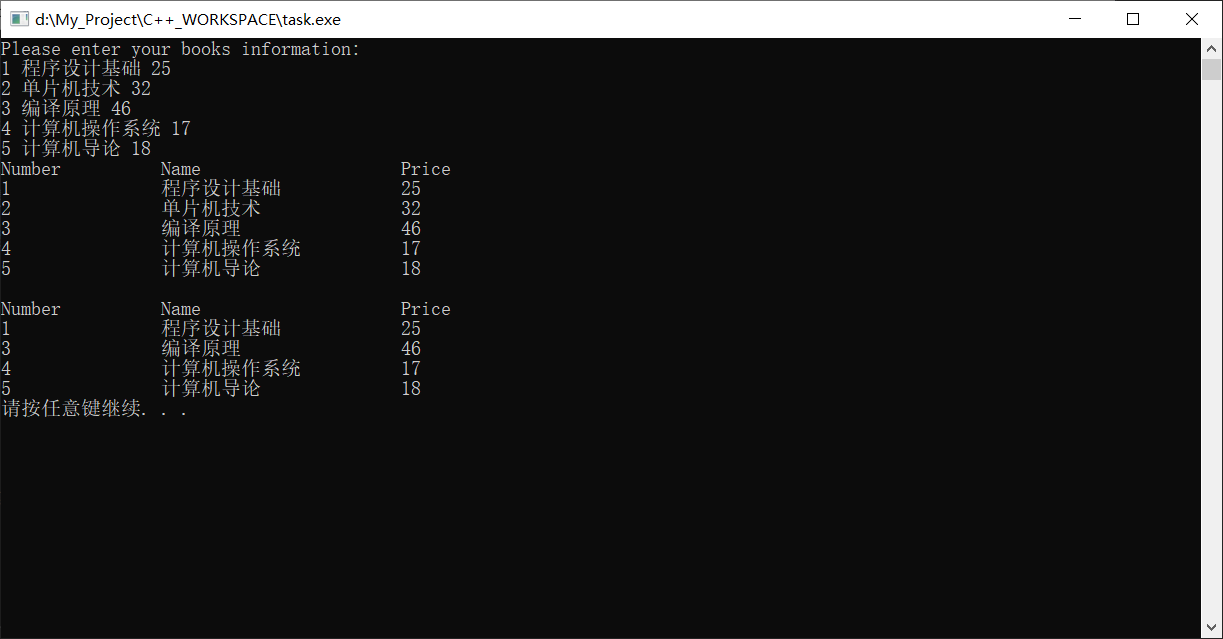 d:\My_Project\C++_WORKSPACE\task.exe
Please enter your books information:
1 程序设计基础 25
2 单片机技术 32
3 编译原理 46
4 计算机操作系统 17
5 计算机导论 18
Number Name Price
1 程序设计基础 25
2 单片机技术 32
3 编译原理 46
4 计算机操作系统 17
5 计算机导论 18
Number Name Price
1 程序设计基础 25
3 编译原理 46
4 计算机操作系统 17
5 计算机导论 18
请按任意键继续. . .